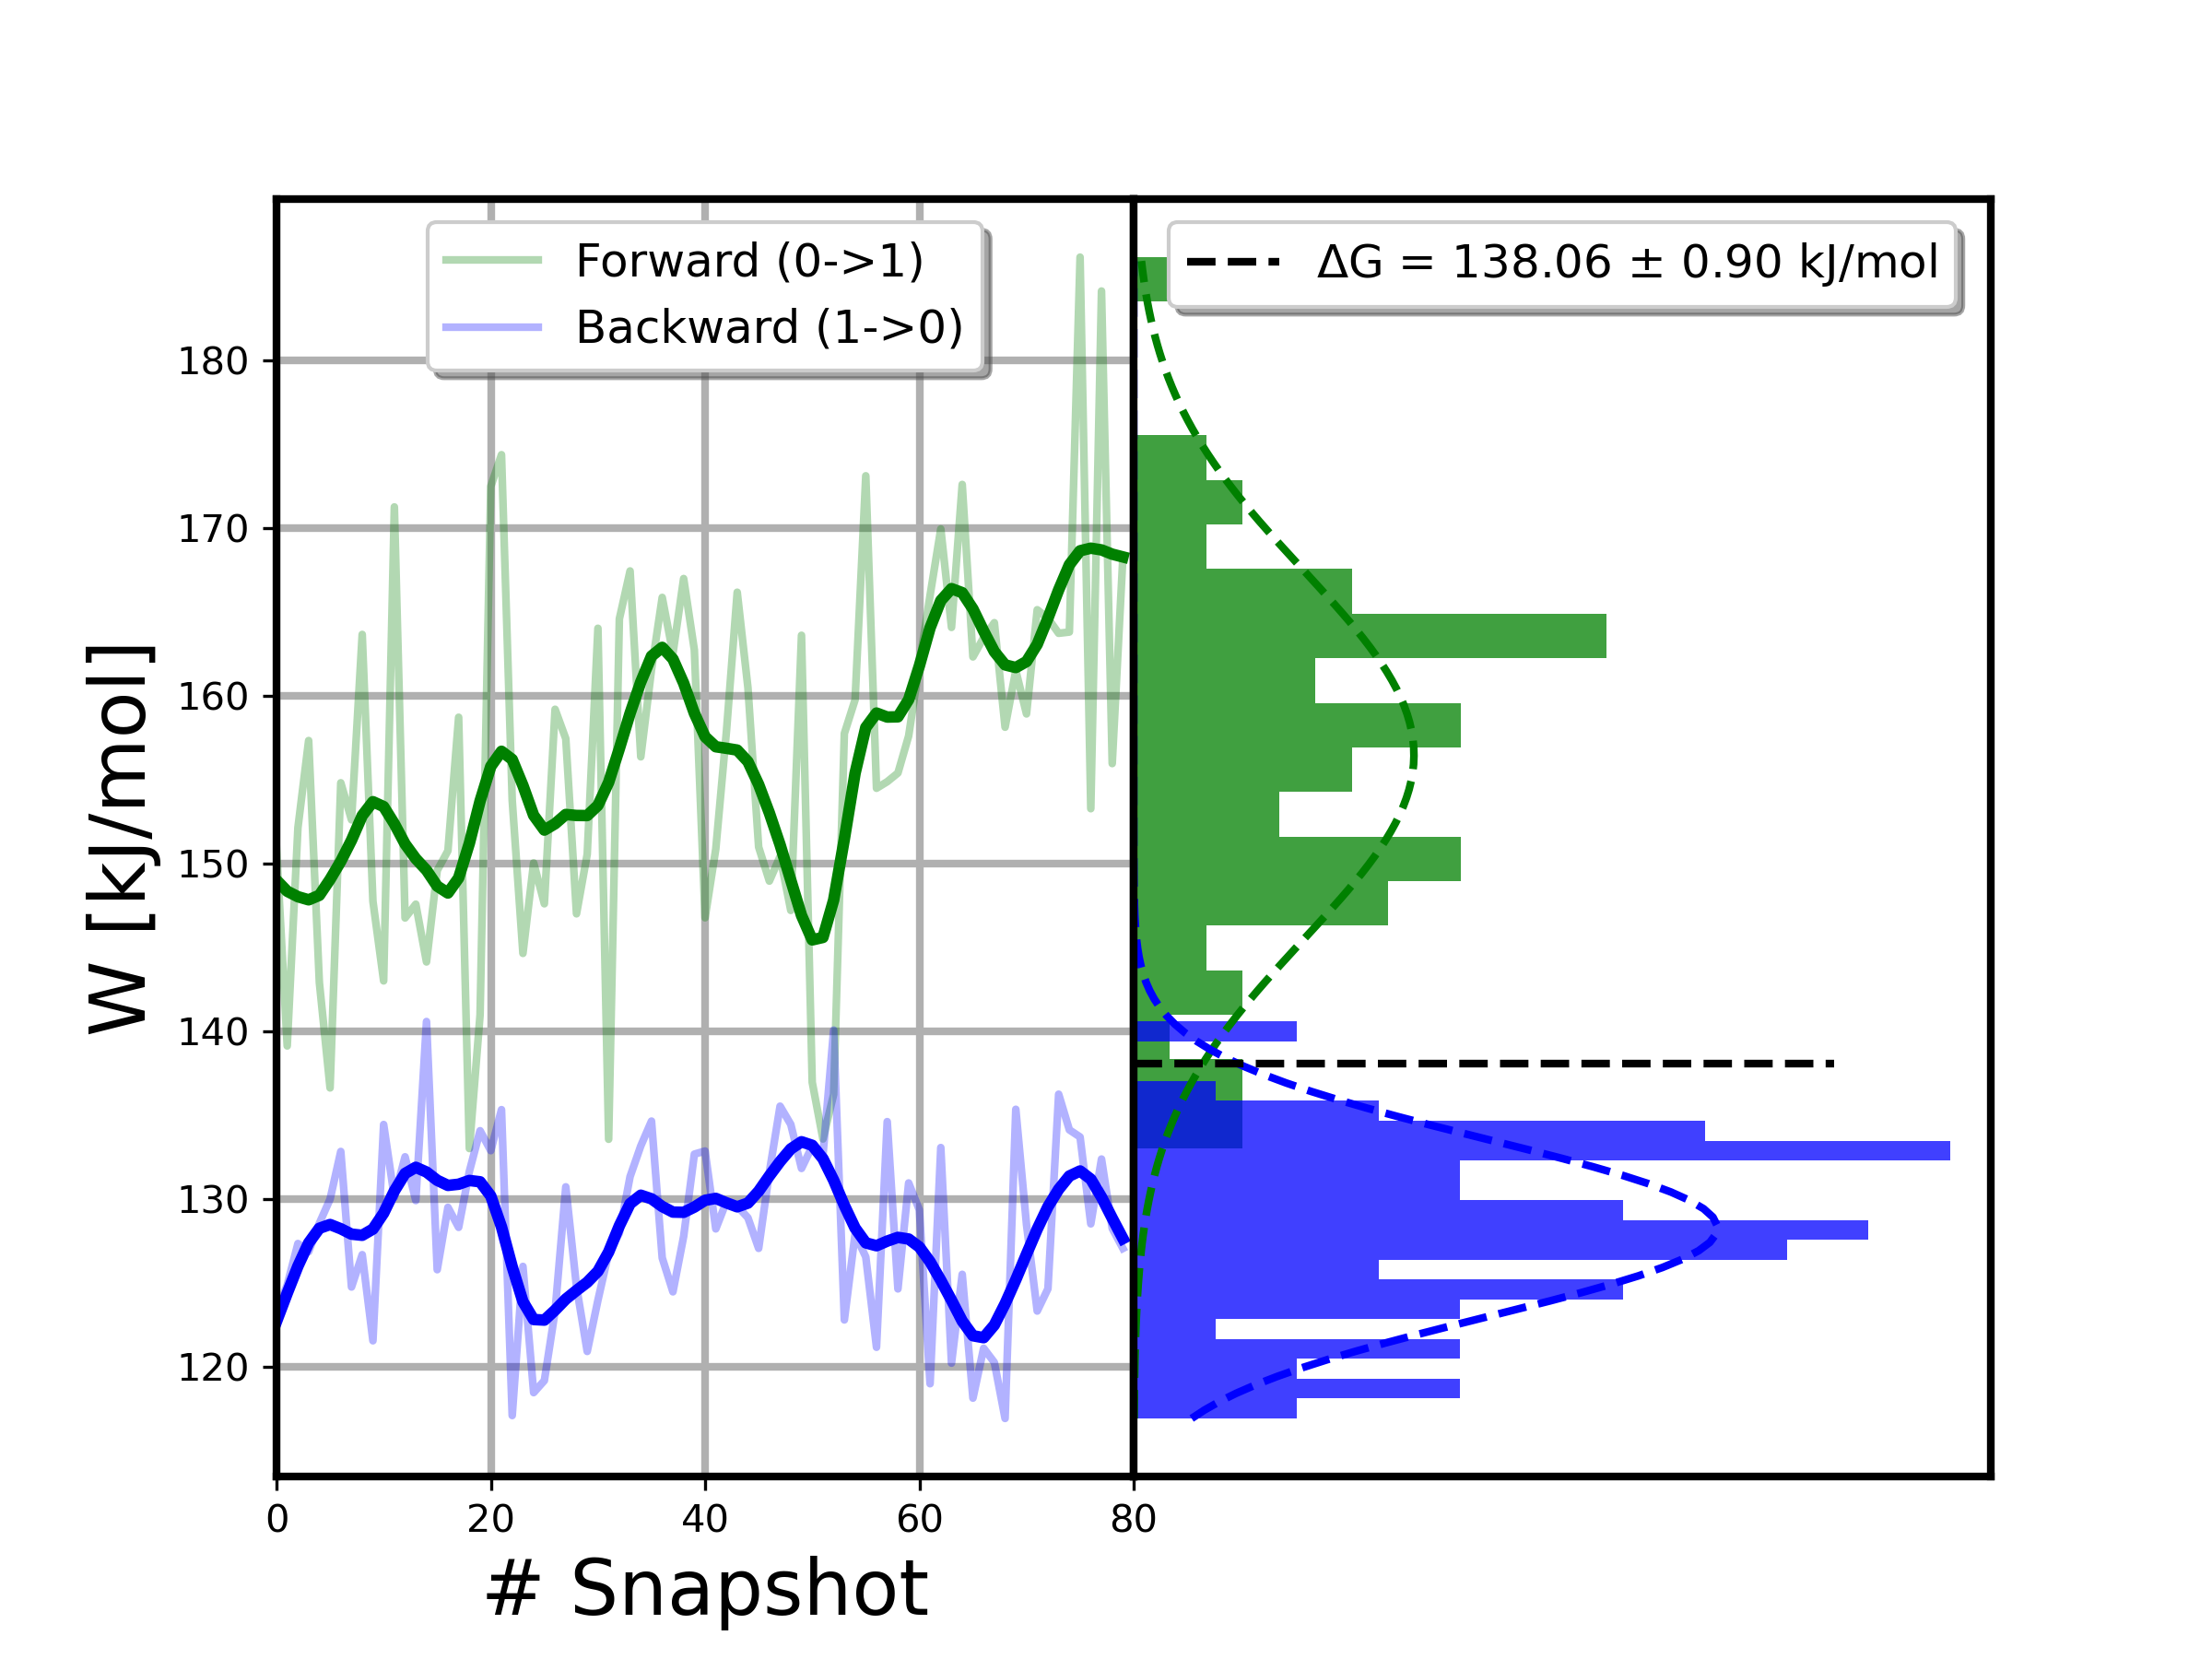 Forward (0->1)
Backward (1->0)
ΔG = 138.06 ± 0.90 kJ/mol
W [kJ/mol]
180
170
160
150
140
130
120
0 20 40 60 80
# Snapshot